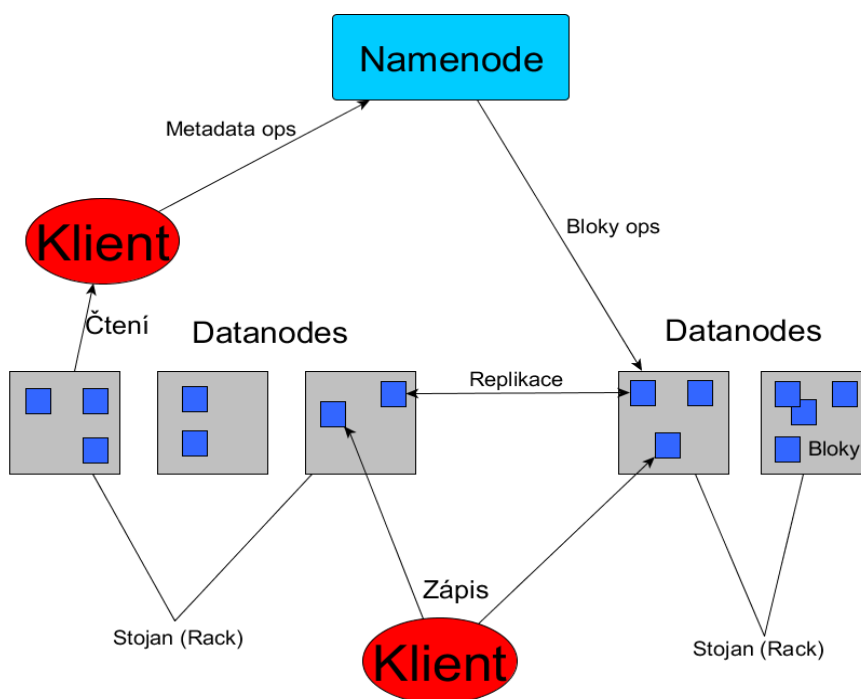 Namenode
Metadata ops
Klient
Bloky ops
Čtení
Datanodes
Datanodes
Replikace
Bloky
Zápis
Stojan (Rack)
Stojan (Rack)
Klient